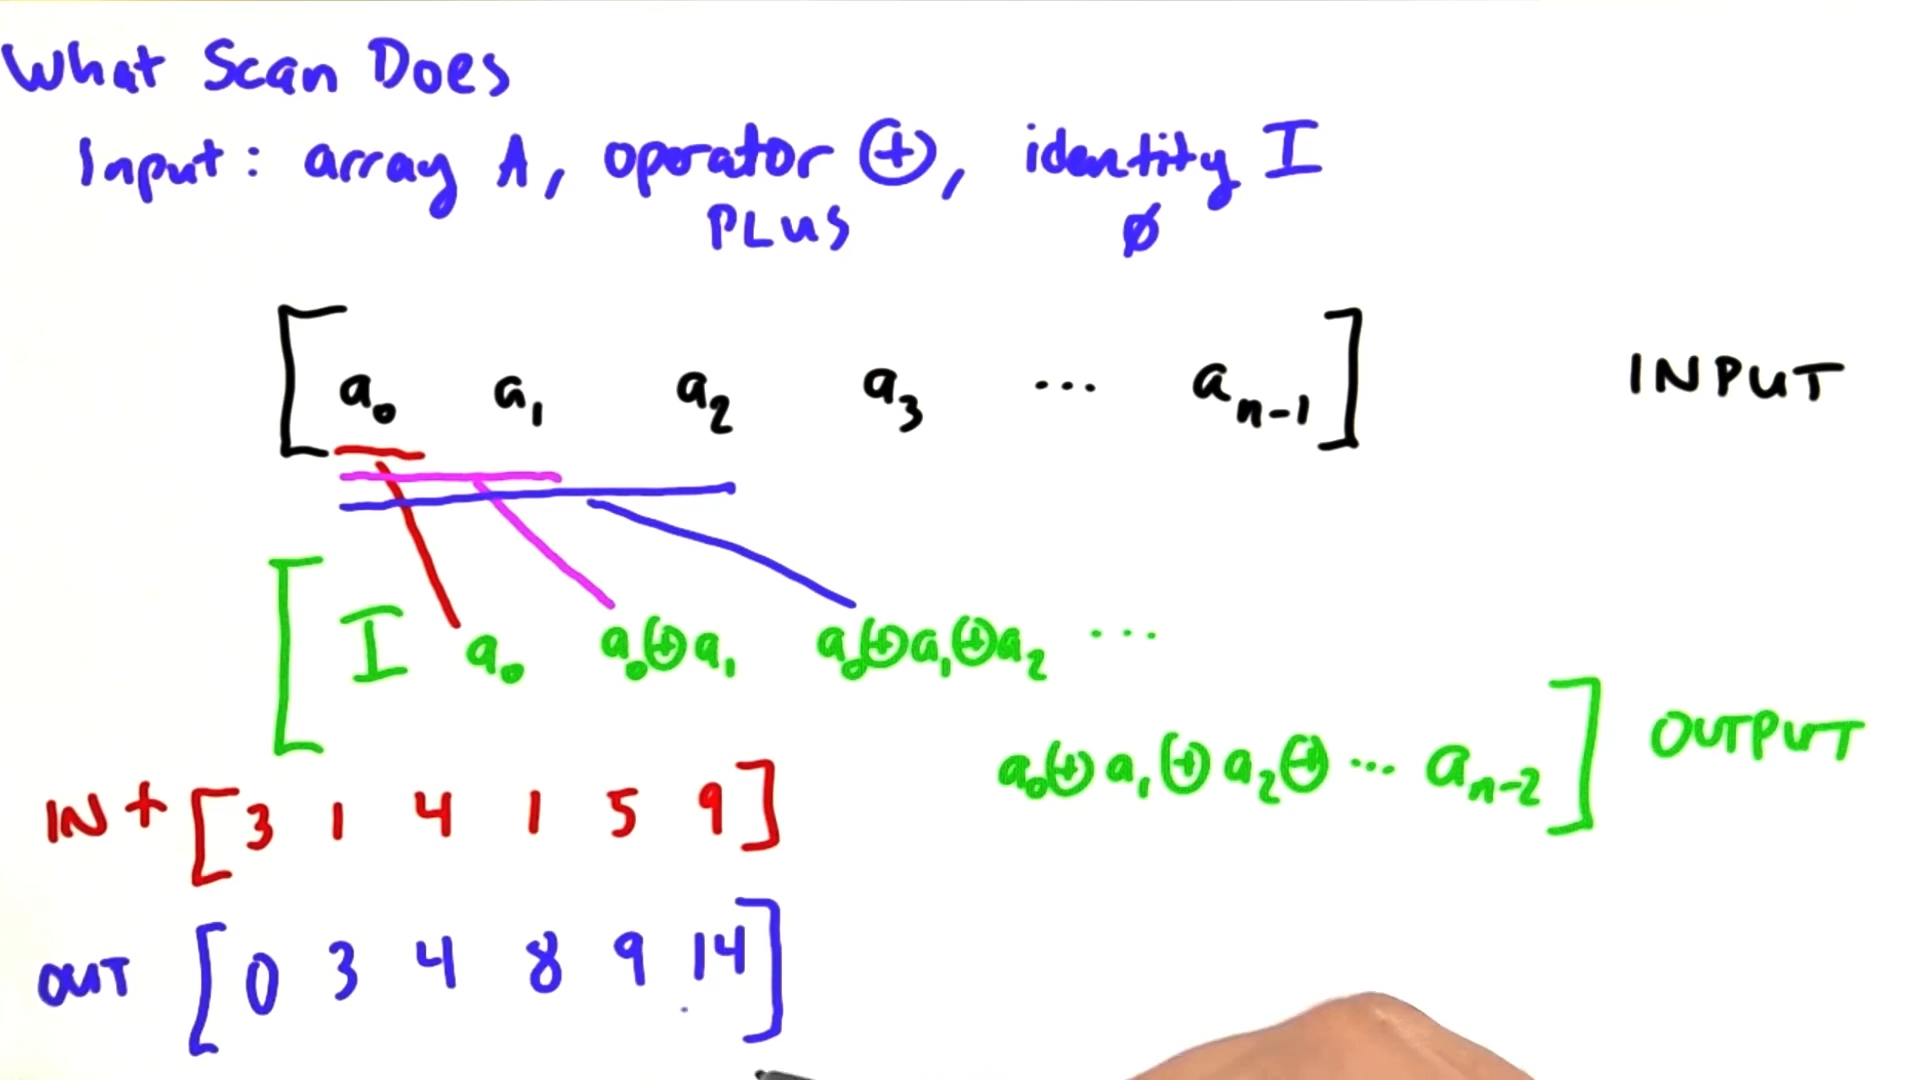 What Scan Does
Input: array A, operator ⊕, identity I
PLUS ∅
[a₀ a₁ a₂ a₃ ... aₙ₋₁] INPUT
[I a₀ a₀⊕a₁ a₀⊕a₁⊕a₂ ...
a₀⊕a₁⊕a₂⊕ ... aₙ₋₂] OUTPUT
IN + [3 1 4 1 5 9]
OUT [0 3 4 8 9 14]